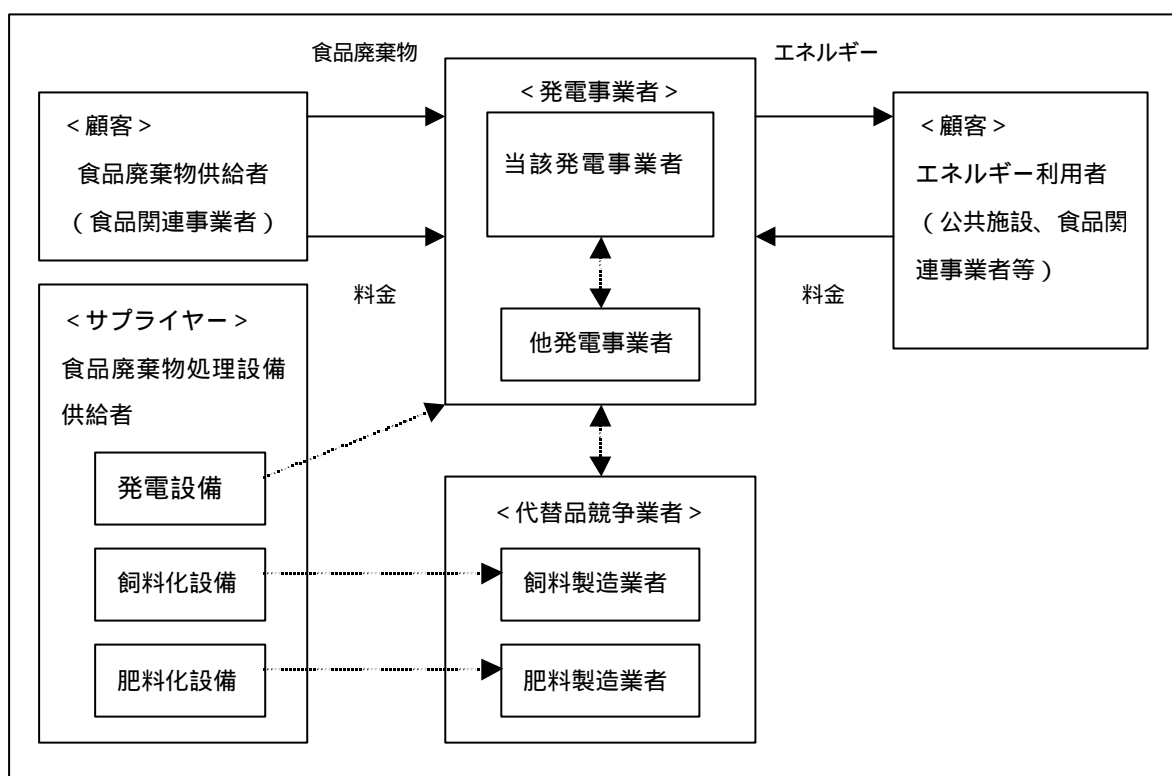 食品廃棄物
エネルギー
＜顧客＞
食品廃棄物供給者
（食品関連事業者）
料金
＜サプライヤー＞
食品廃棄物処理設備
供給者
発電設備
飼料化設備
肥料化設備
＜発電事業者＞
当該発電事業者
他発電事業者
＜代替品競争業者＞
飼料製造業者
肥料製造業者
＜顧客＞
エネルギー利用者
（公共施設、食品関
連事業者等）
料金